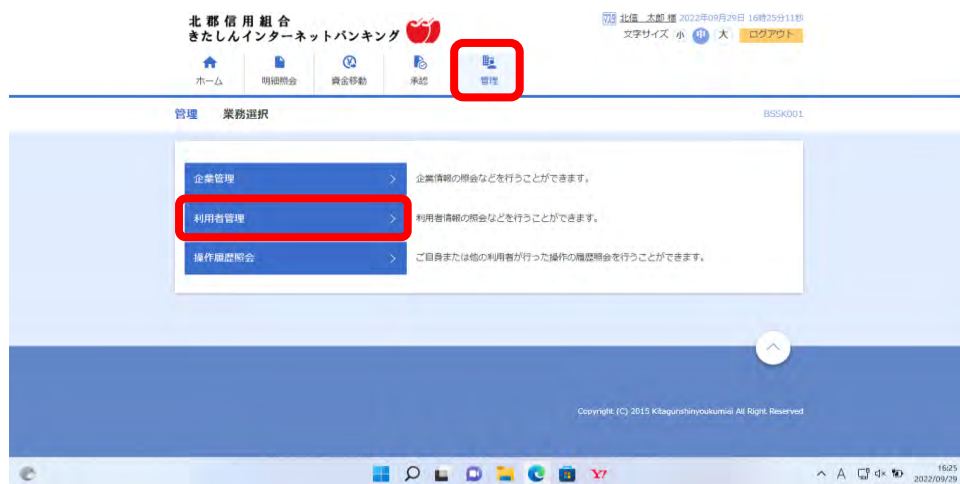 北郡信用組合
きたしんインターネットバンキング
北信 太郎 様 2022年09月29日 16時25分11秒
文字サイズ 小 中 大 ログアウト
ホーム 明細照会 資金移動 承認 管理
管理 業務選択 BSSK001
企業管理 企業情報の照会などを行うことができます。
利用者管理 利用者情報の照会などを行うことができます。
操作履歴照会 ご自身または他の利用者が行った操作の履歴照会を行うことができます。
Copyright (C) 2015 Kitagunshinyoukumiai All Right Reserved
A 16:25
2022/09/29